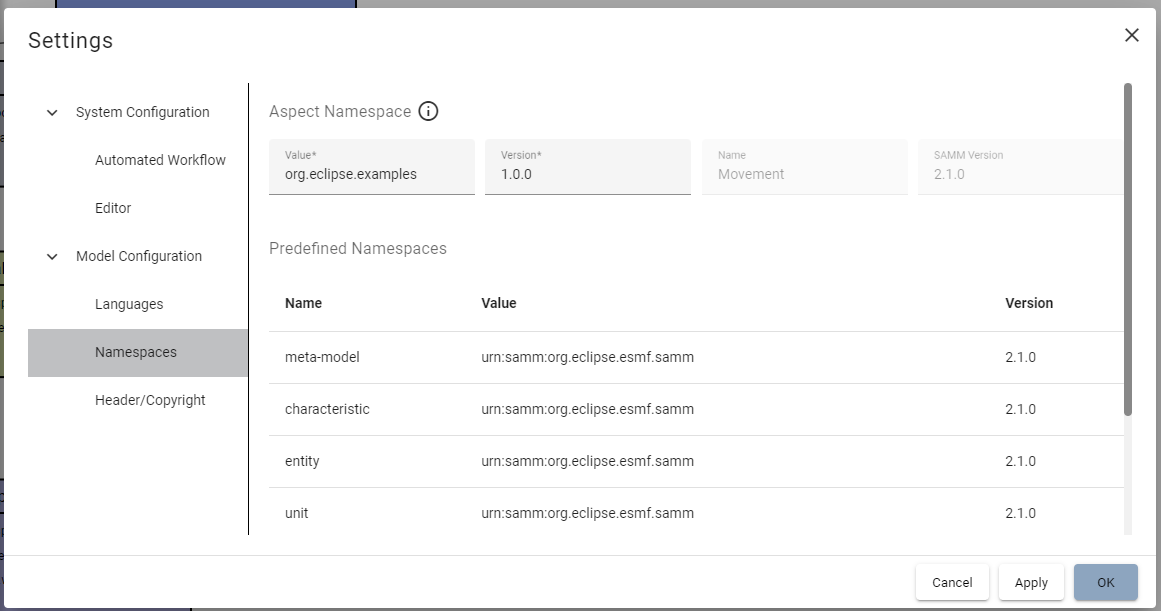 Settings
System Configuration
Automated Workflow
Editor
Model Configuration
Languages
Namespaces
Header/Copyright
Aspect Namespace
Value* Version* Name SAMM Version
org.eclipse.examples 1.0.0 Movement 2.1.0
Predefined Namespaces
Name Value Version
meta-model urn:samm:org.eclipse.esmf.samm 2.1.0
characteristic urn:samm:org.eclipse.esmf.samm 2.1.0
entity urn:samm:org.eclipse.esmf.samm 2.1.0
unit urn:samm:org.eclipse.esmf.samm 2.1.0
Cancel Apply OK